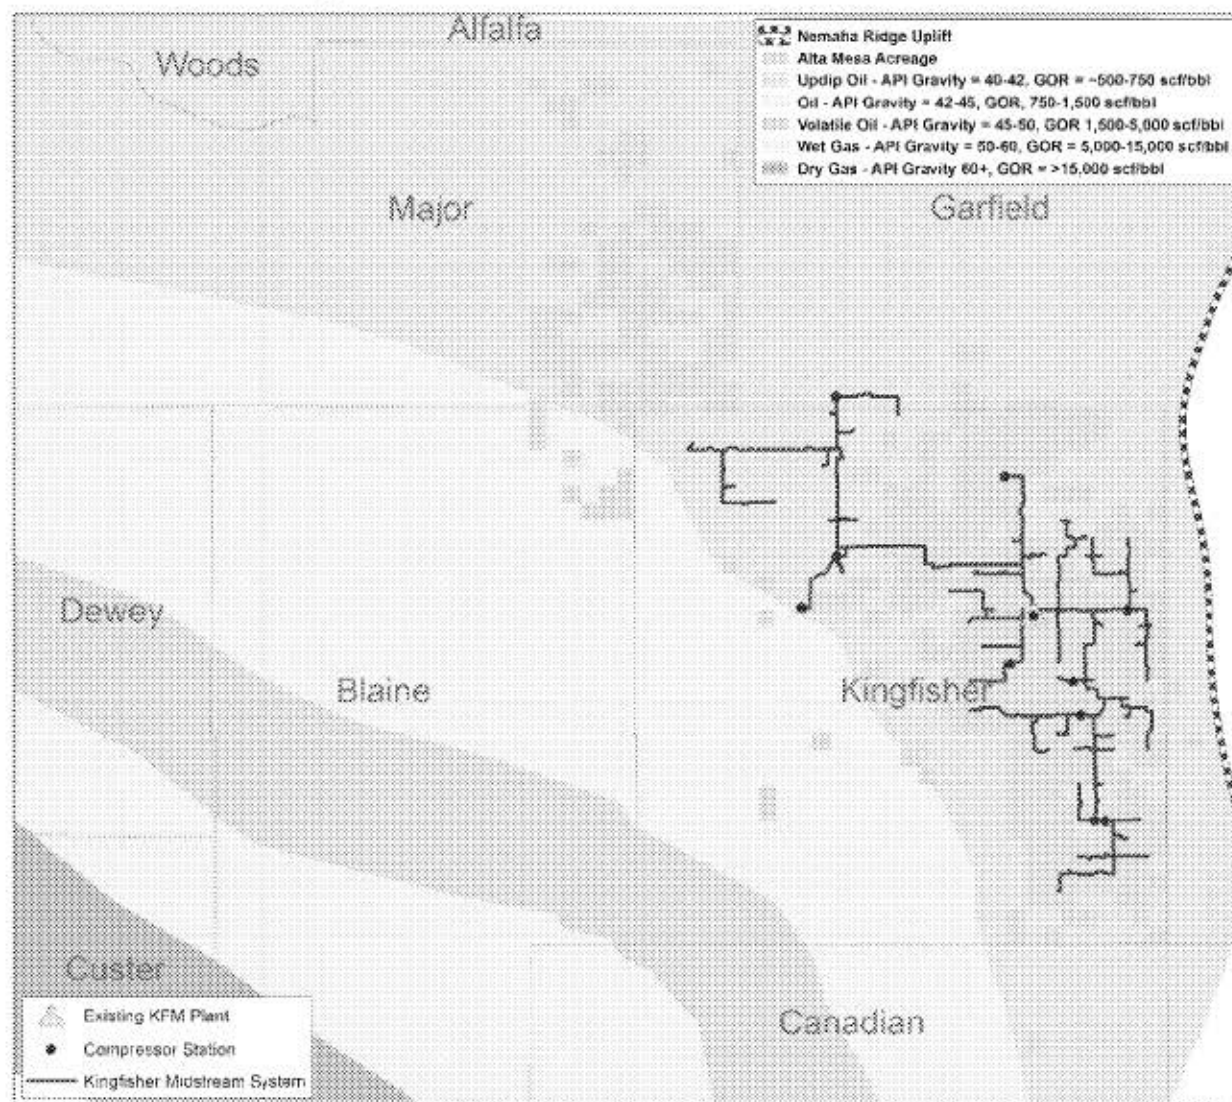 Alfalfa
Woods
Nemaha Ridge Uplift
Alta Mesa Acreage
Updip Oil - API Gravity = 40-42, GOR = ~500-750 scf/bbl
Oil - API Gravity = 42-45, GOR, 750-1,500 scf/bbl
Volatile Oil - API Gravity = 45-50, GOR 1,500-5,000 scf/bbl
Wet Gas - API Gravity = 50-60, GOR = 5,000-15,000 scf/bbl
Dry Gas - API Gravity 60+, GOR = >15,000 scf/bbl
Major
Garfield
Dewey
Blaine
Kingfisher
Custer
Canadian
Existing KFM Plant
Compressor Station
Kingfisher Midstream System